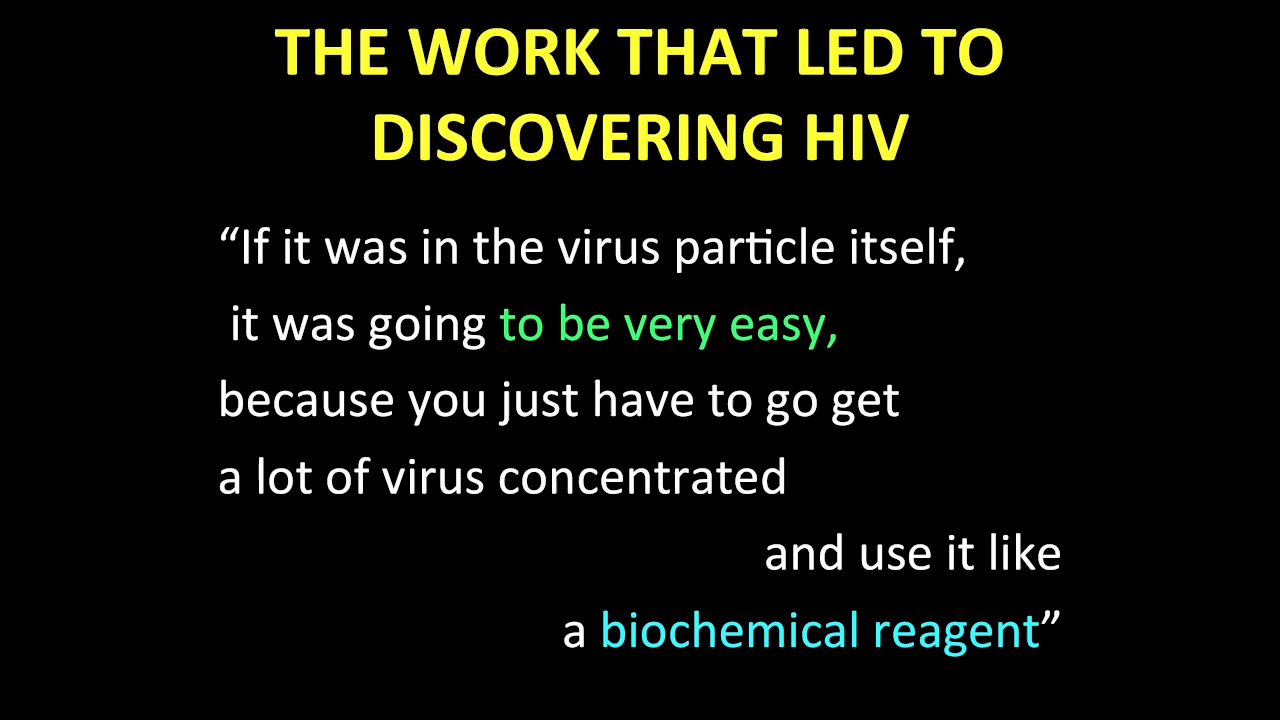 THE WORK THAT LED TO
DISCOVERING HIV
“If it was in the virus particle itself,
it was going to be very easy,
because you just have to go get
a lot of virus concentrated
and use it like
a biochemical reagent”